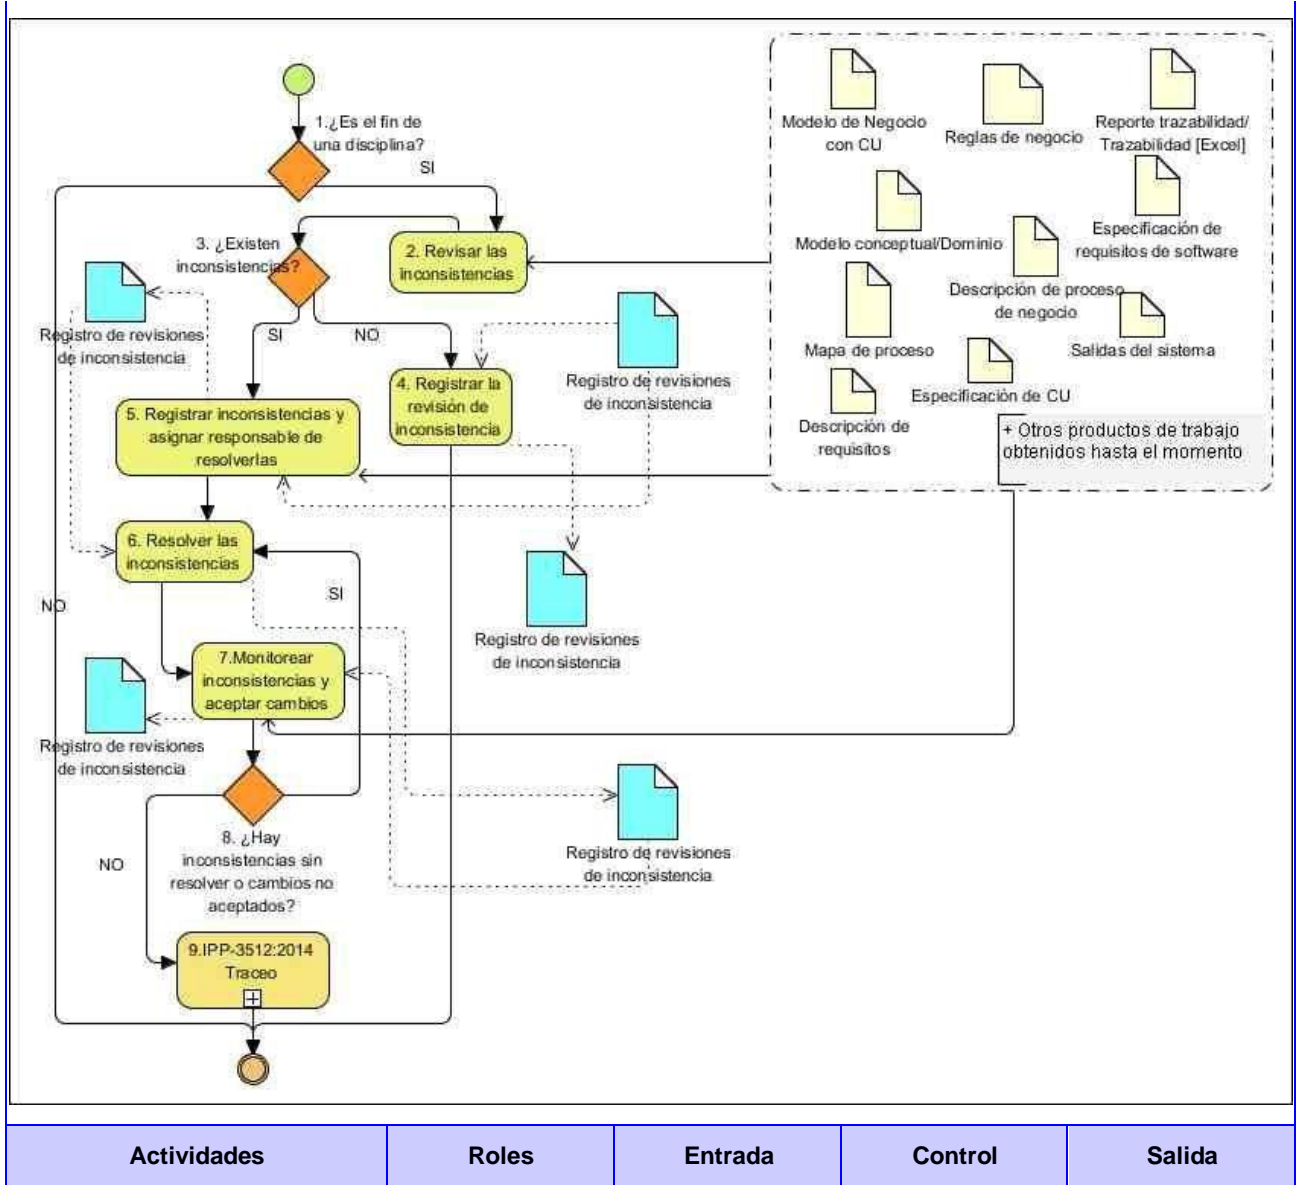 1.¿Es el fin de
una disciplina?
SI
3. ¿Existen
inconsistencias?
2. Revisar las
inconsistencias
Registro de revisiones
de inconsistencia
SI
NO
4. Registrar la
revisión de
inconsistencia
Registro de revisiones
de inconsistencia
5. Registrar inconsistencias y
asignar responsable de
resolverlas
6. Resolver las
inconsistencias
NO
SI
Registro de revisiones
de inconsistencia
7.Monitorear
inconsistencias y
aceptar cambios
Registro de revisiones
de inconsistencia
8. ¿Hay
inconsistencias sin
resolver o cambios no
aceptados?
NO
Registro de revisiones
de inconsistencia
9.IPP-3512:2014
Traceo
Modelo de Negocio
con CU
Reglas de negocio
Reporte trazabilidad/
Trazabilidad [Excel]
Modelo conceptual/Dominio
Especificación de
requisitos de software
Descripción de proceso
de negocio
Mapa de proceso
Salidas del sistema
Especificación de CU
Descripción de
requisitos
+ Otros productos de trabajo
obtenidos hasta el momento
Actividades
Roles
Entrada
Control
Salida